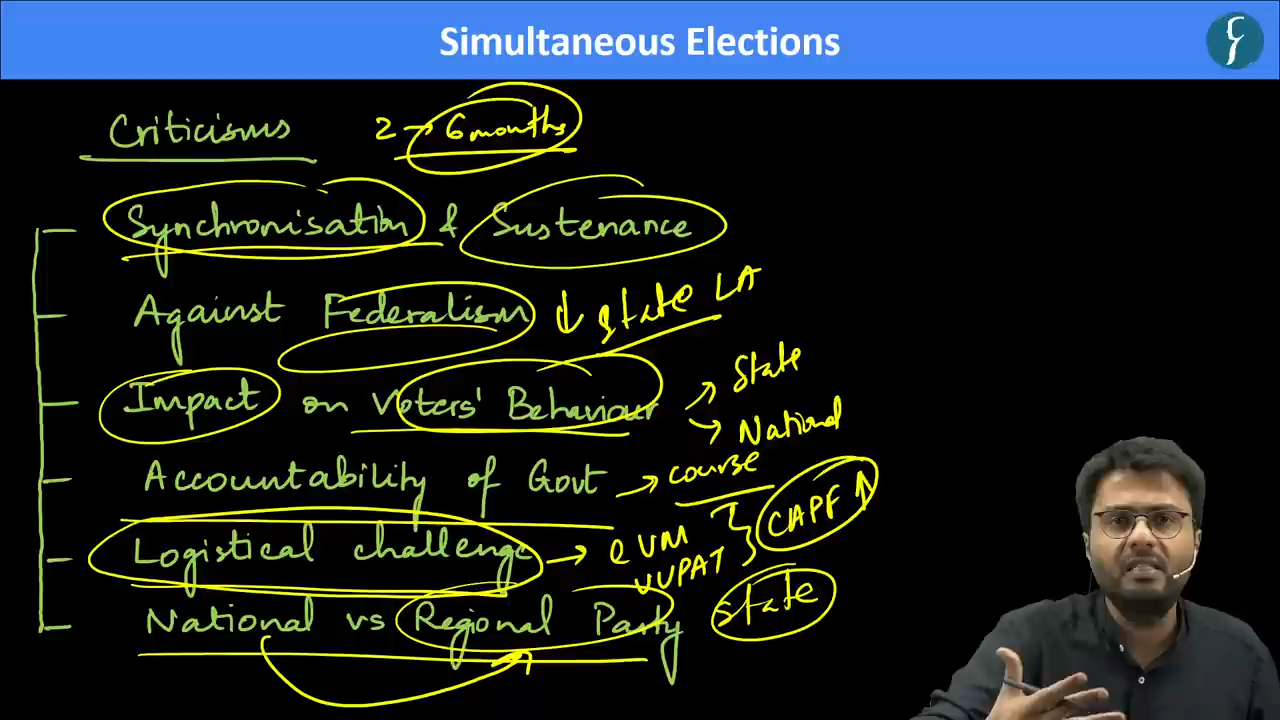 Simultaneous Elections
Criticisms 2 → 6 months
Synchronisation & Sustenance
Against Federalism ↓ State LA
Impact on Voters' Behaviour → State
→ National
Accountability of Govt → course
Logistical challenge → EVM
VVPAT } CAPF ↑
National vs Regional Party State